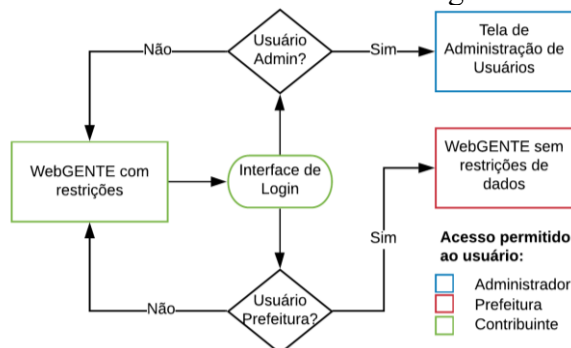 Usuário
Admin?
Não
Sim
Tela de
Administração de
Usuários
WebGENTE com
restrições
Interface de
Login
WebGENTE sem
restrições de
dados
Sim
Não
Usuário
Prefeitura?
Acesso permitido
ao usuário:
Administrador
Prefeitura
Contribuinte